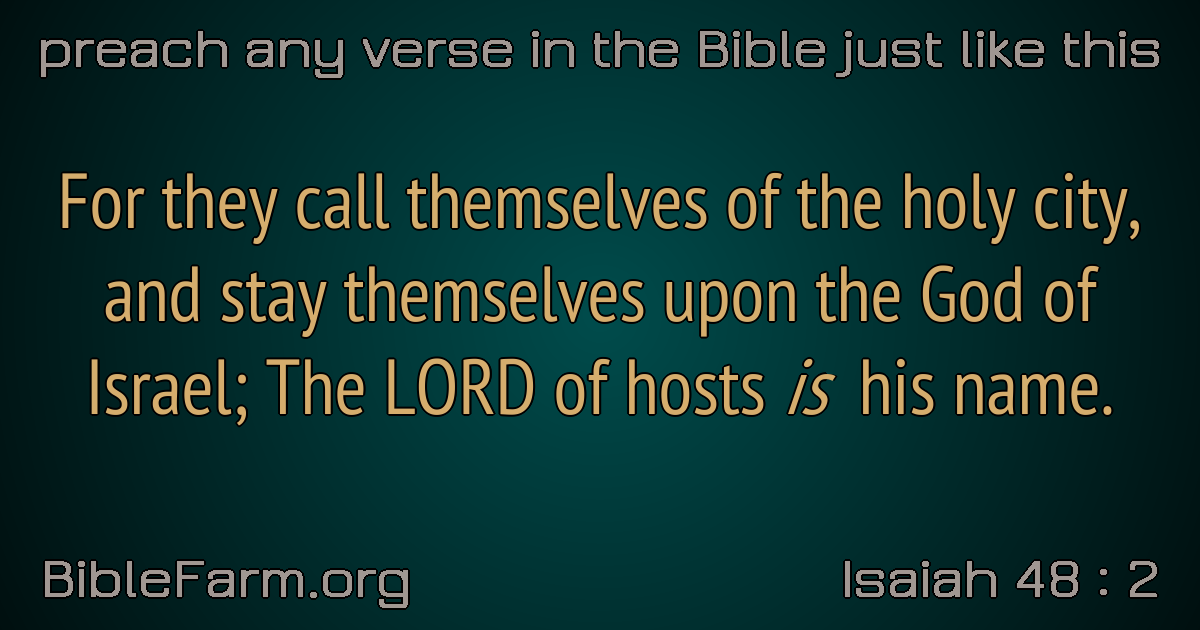 preach any verse in the Bible just like this
For they call themselves of the holy city,
and stay themselves upon the God of
Israel; The LORD of hosts is his name.
BibleFarm.org
Isaiah 48 : 2